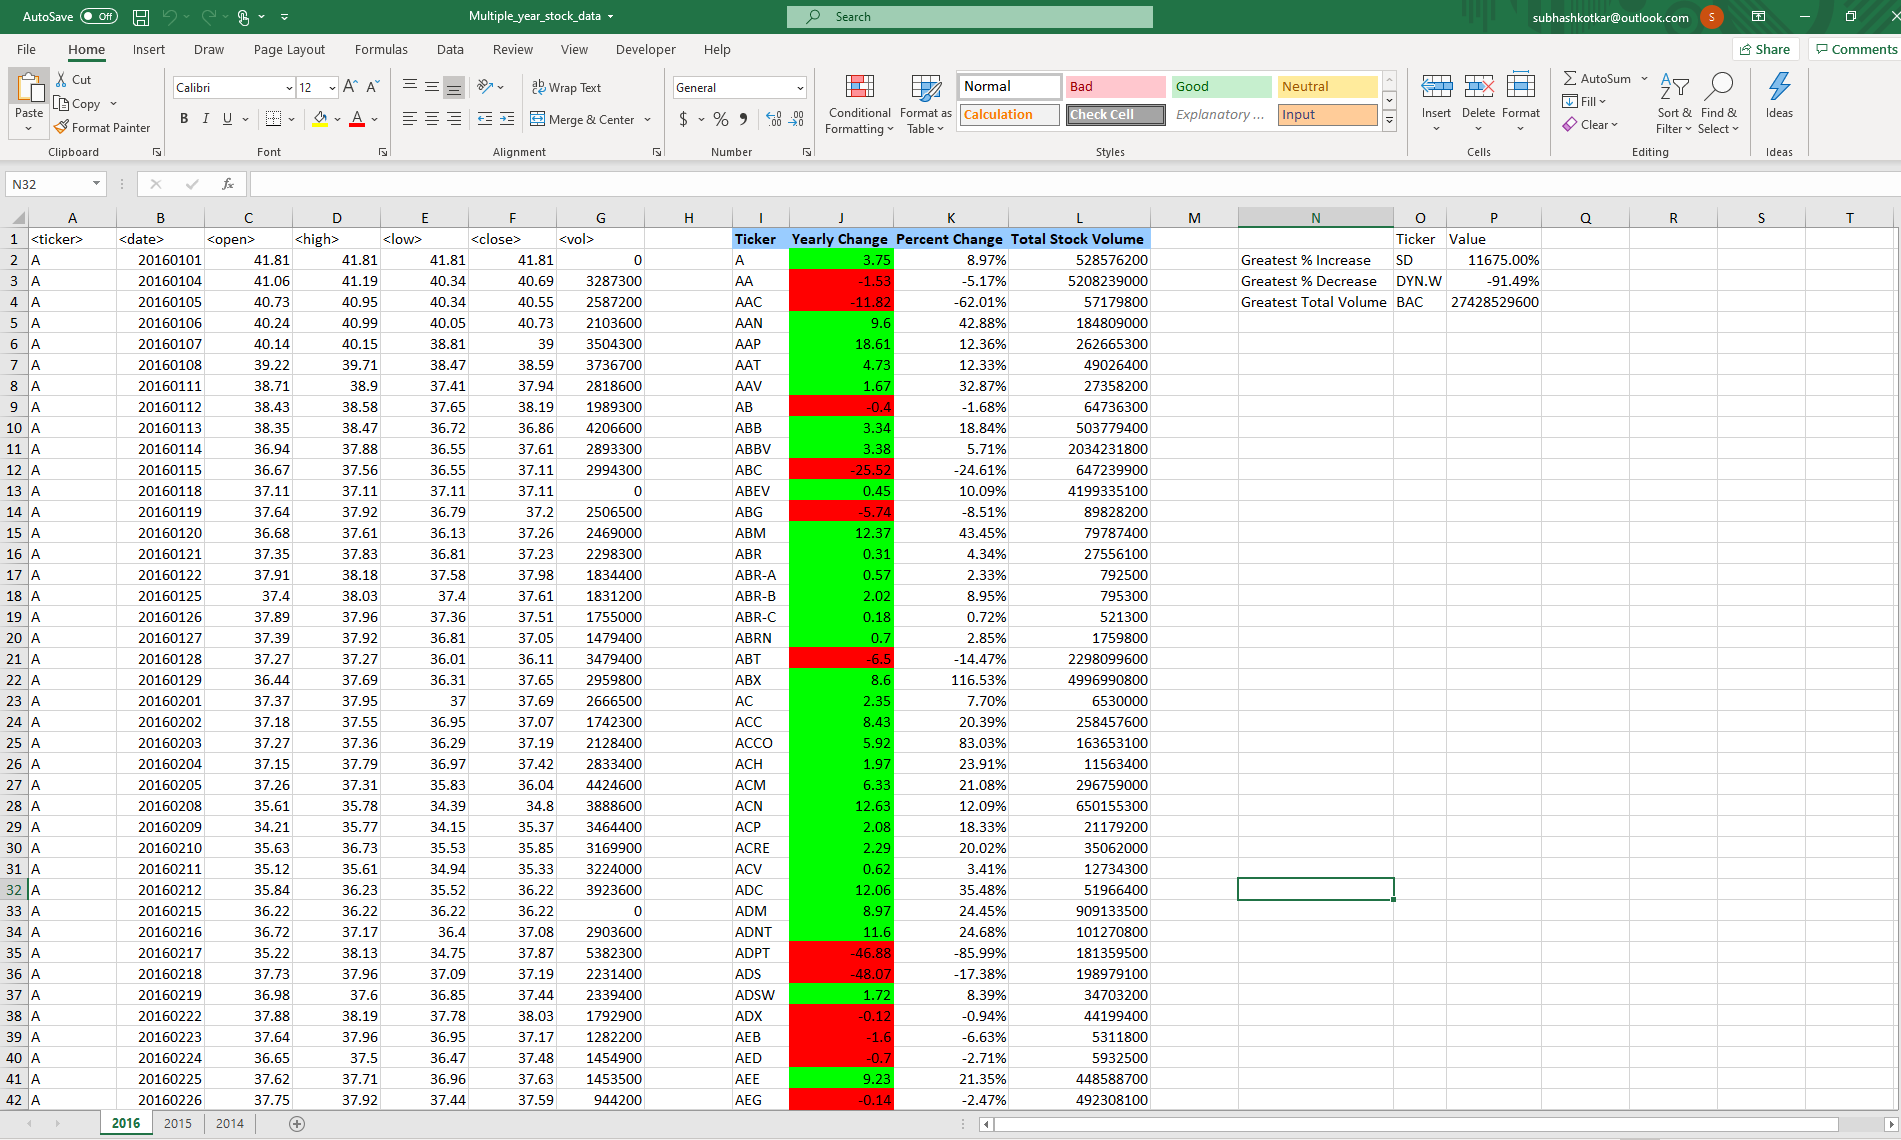 AutoSave Off Multiple_year_stock_data Search subhashkotkar@outlook.com S
File Home Insert Draw Page Layout Formulas Data Review View Developer Help Share Comments
Paste Cut Copy Format Painter Clipboard
Calibri 12 B I U A Font
Wrap Text Merge & Center Alignment
General $ % Number
Conditional Formatting Format as Table Normal Bad Good Neutral Calculation Check Cell Explanatory ... Input Styles
Insert Delete Format Cells
AutoSum Fill Clear Sort & Filter Find & Select Editing
Ideas Ideas
N32 fx
A B C D E F G H I J K L M N O P Q R S T
1 <ticker> <date> <open> <high> <low> <close> <vol> Ticker Yearly Change Percent Change Total Stock Volume Ticker Value
2 A 20160101 41.81 41.81 41.81 41.81 0 A 3.75 8.97% 528576200 Greatest % Increase SD 11675.00%
3 A 20160104 41.06 41.19 40.34 40.69 3287300 AA -1.53 -5.17% 5208239000 Greatest % Decrease DYN.W -91.49%
4 A 20160105 40.73 40.95 40.34 40.55 2587200 AAC -11.82 -62.01% 57179800 Greatest Total Volume BAC 27428529600
5 A 20160106 40.24 40.99 40.05 40.73 2103600 AAN 9.6 42.88% 184809000
6 A 20160107 40.14 40.15 38.81 39 3504300 AAP 18.61 12.36% 262665300
7 A 20160108 39.22 39.71 38.47 38.59 3736700 AAT 4.73 12.33% 49026400
8 A 20160111 38.71 38.9 37.41 37.94 2818600 AAV 1.67 32.87% 27358200
9 A 20160112 38.43 38.58 37.65 38.19 1989300 AB -0.4 -1.68% 64736300
10 A 20160113 38.35 38.47 36.72 36.86 4206600 ABB 3.34 18.84% 503779400
11 A 20160114 36.94 37.88 36.55 37.61 2893300 ABBV 3.38 5.71% 2034231800
12 A 20160115 36.67 37.56 36.55 37.11 2994300 ABC -25.52 -24.61% 647239900
13 A 20160118 37.11 37.11 37.11 37.11 0 ABEV 0.45 10.09% 4199335100
14 A 20160119 37.64 37.92 36.79 37.2 2506500 ABG -5.74 -8.51% 89828200
15 A 20160120 36.68 37.61 36.13 37.26 2469000 ABM 12.37 43.45% 79787400
16 A 20160121 37.35 37.83 36.81 37.23 2298300 ABR 0.31 4.34% 27556100
17 A 20160122 37.91 38.18 37.58 37.98 1834400 ABR-A 0.57 2.33% 792500
18 A 20160125 37.4 38.03 37.4 37.61 1831200 ABR-B 2.02 8.95% 795300
19 A 20160126 37.89 37.96 37.36 37.51 1755000 ABR-C 0.18 0.72% 521300
20 A 20160127 37.39 37.92 36.81 37.05 1479400 ABRN 0.7 2.85% 1759800
21 A 20160128 37.27 37.27 36.01 36.11 3479400 ABT -6.5 -14.47% 2298099600
22 A 20160129 36.44 37.69 36.31 37.65 2959800 ABX 8.6 116.53% 4996990800
23 A 20160201 37.37 37.95 37 37.69 2666500 AC 2.35 7.70% 6530000
24 A 20160202 37.18 37.55 36.95 37.07 1742300 ACC 8.43 20.39% 258457600
25 A 20160203 37.27 37.36 36.29 37.19 2128400 ACCO 5.92 83.03% 163653100
26 A 20160204 37.15 37.79 36.97 37.42 2833400 ACH 1.97 23.91% 11563400
27 A 20160205 37.26 37.31 35.83 36.04 4424600 ACM 6.33 21.08% 296759000
28 A 20160208 35.61 35.78 34.39 34.8 3888600 ACN 12.63 12.09% 650155300
29 A 20160209 34.21 35.77 34.15 35.37 3464400 ACP 2.08 18.33% 21179200
30 A 20160210 35.63 36.73 35.53 35.85 3169900 ACRE 2.29 20.02% 35062000
31 A 20160211 35.12 35.61 34.94 35.33 3224000 ACV 0.62 3.41% 12734300
32 A 20160212 35.84 36.23 35.52 36.22 3923600 ADC 12.06 35.48% 51966400
33 A 20160215 36.22 36.22 36.22 36.22 0 ADM 8.97 24.45% 909133500
34 A 20160216 36.72 37.17 36.4 37.08 2903600 ADNT 11.6 24.68% 101270800
35 A 20160217 35.22 38.13 34.75 37.87 5382300 ADPT -46.88 -85.99% 181359500
36 A 20160218 37.73 37.96 37.09 37.19 2231400 ADS -48.07 -17.38% 198979100
37 A 20160219 36.98 37.6 36.85 37.44 2339400 ADSW 1.72 8.39% 34703200
38 A 20160222 37.88 38.19 37.78 38.03 1792900 ADX -0.12 -0.94% 44199400
39 A 20160223 37.64 37.96 36.95 37.17 1282200 AEB -1.6 -6.63% 5311800
40 A 20160224 36.65 37.5 36.47 37.48 1454900 AED -0.7 -2.71% 5932500
41 A 20160225 37.62 37.71 36.96 37.63 1453500 AEE 9.23 21.35% 448588700
42 A 20160226 37.75 37.92 37.44 37.59 944200 AEG -0.14 -2.47% 492308100
2016 2015 2014